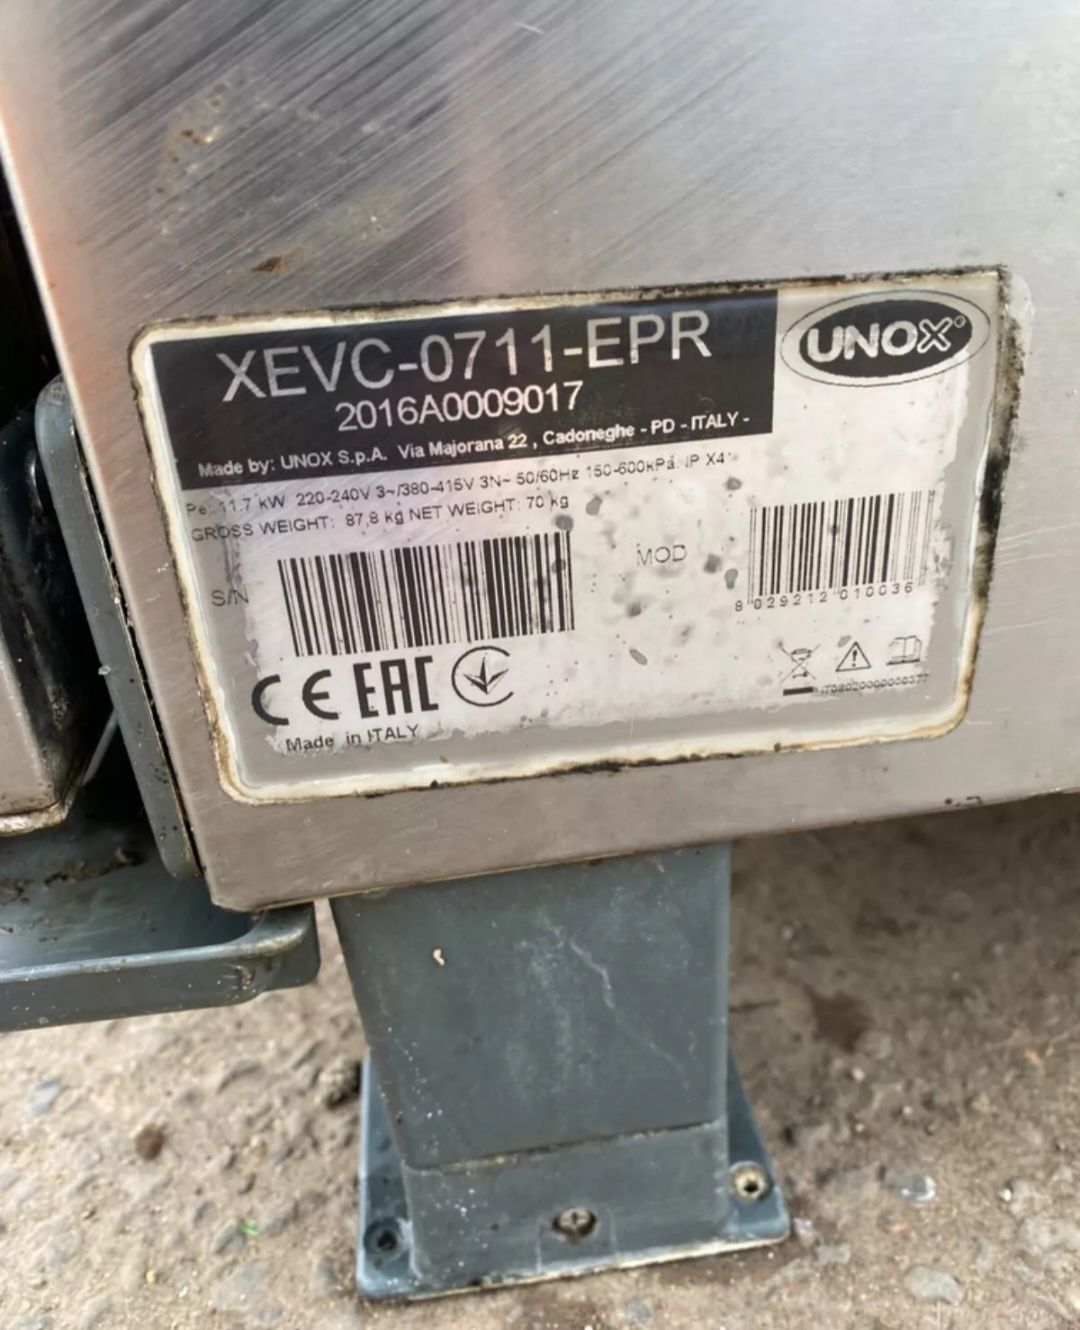 XEVC-0711-EPR
UNOX
2016A0009017
Made by: UNOX S.p.A. Via Majorana 22 , Cadoneghe - PD - ITALY -
Pe: 11.7 kW 220-240V 3~/380-415V 3N~ 50/60Hz 150-600kPa. IP X4
GROSS WEIGHT: 87,8 kg NET WEIGHT: 70 kg
S/N
MOD
8 029212 010036
CE EAC
Made in ITALY